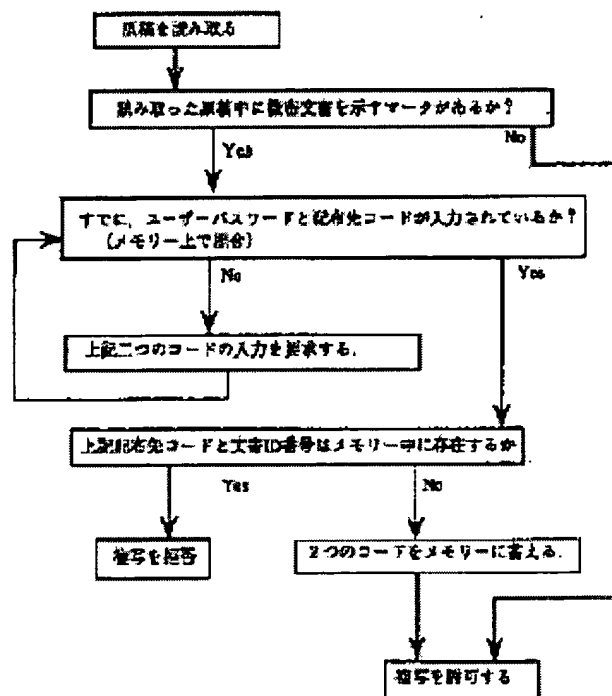 原稿を読み取る
読み取った原稿中に機密文書を示すマークがあるか?
No
Yes
すでに、ユーザーパスワードと配布先コードが入力されているか?
(メモリー上で照合)
No
Yes
上記二つのコードの入力を要求する.
上記配布先コードと文書ID番号はメモリー中に存在するか
Yes
No
複写を拒否
2つのコードをメモリーに蓄える.
複写を許可する